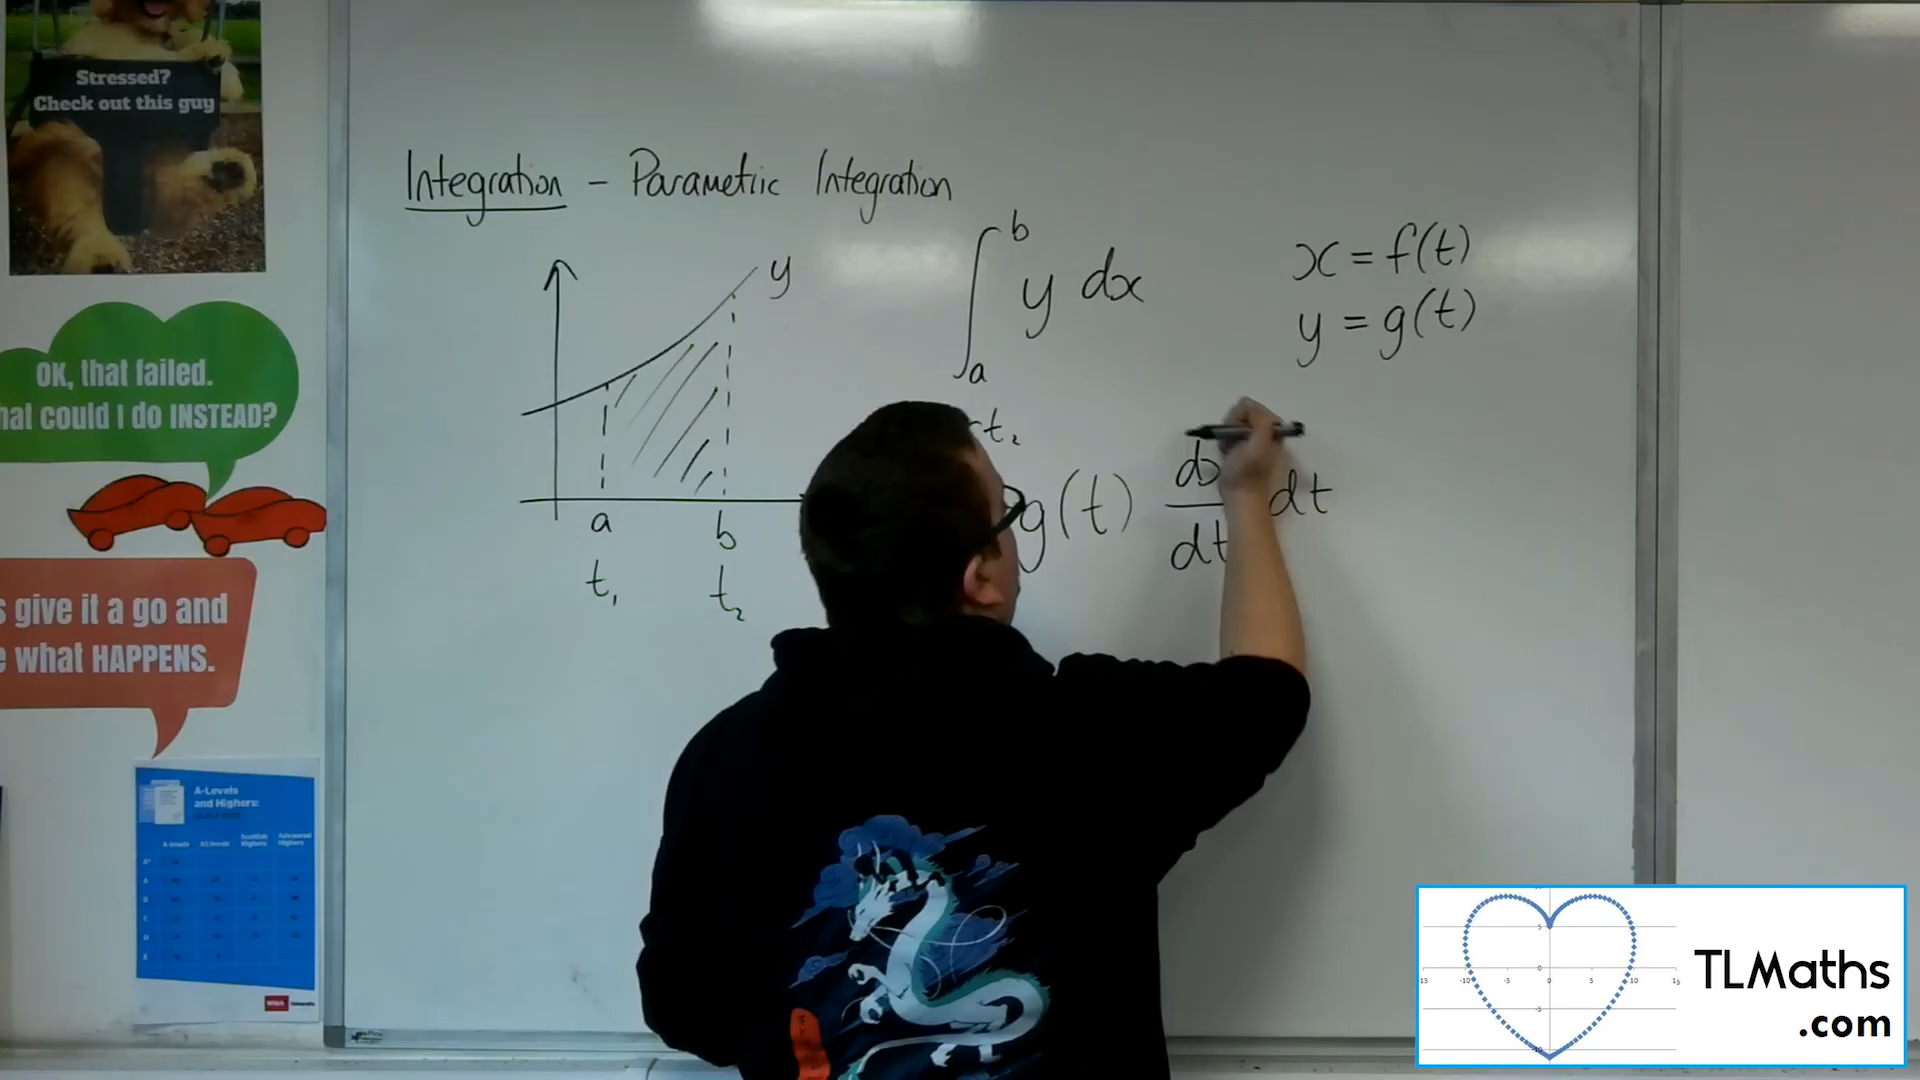 Stressed?
Check out this guy
OK, that failed.
hat could I do INSTEAD?
s give it a go and
e what HAPPENS.
A-Levels
and Highers:
Integration - Parametric Integration
y
a
b
t₁
t₂
∫ₐᵇ y dx
x = f(t)
y = g(t)
t₂
g(t) dx/dt dt
TLMaths
.com